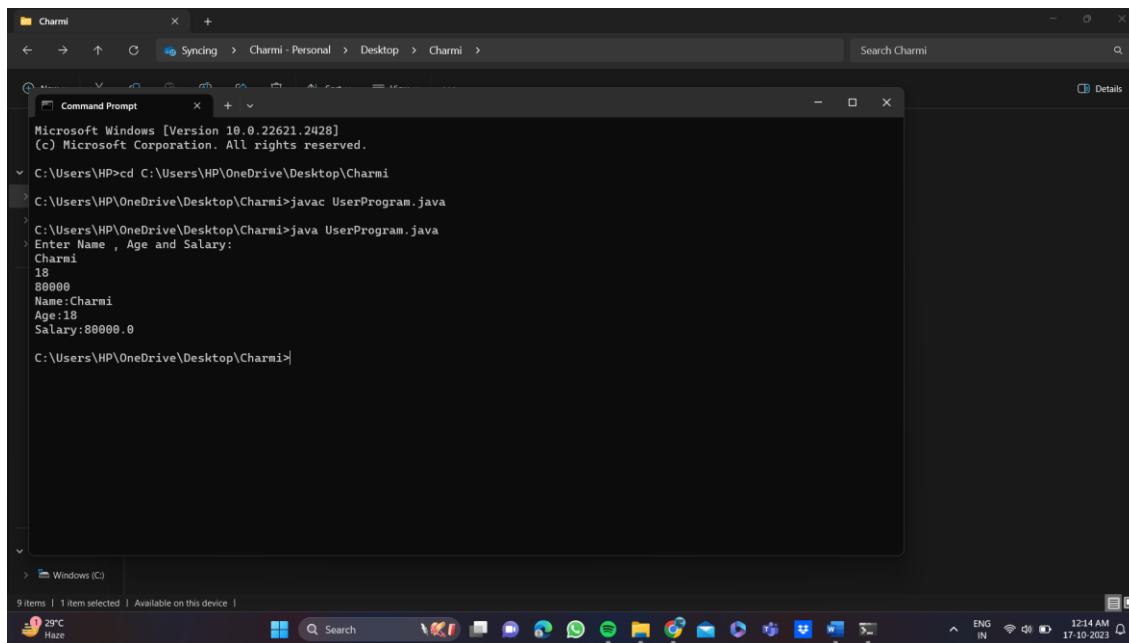 Charmi
Syncing > Charmi - Personal > Desktop > Charmi >
Search Charmi
Details
Command Prompt
Microsoft Windows [Version 10.0.22621.2428]
(c) Microsoft Corporation. All rights reserved.
C:\Users\HP>cd C:\Users\HP\OneDrive\Desktop\Charmi
C:\Users\HP\OneDrive\Desktop\Charmi>javac UserProgram.java
C:\Users\HP\OneDrive\Desktop\Charmi>java UserProgram.java
Enter Name , Age and Salary:
Charmi
18
80000
Name:Charmi
Age:18
Salary:80000.0
C:\Users\HP\OneDrive\Desktop\Charmi>
Windows (C:)
9 items | 1 item selected | Available on this device |
1
29°C
Haze
Search
ENG
IN
12:14 AM
17-10-2023